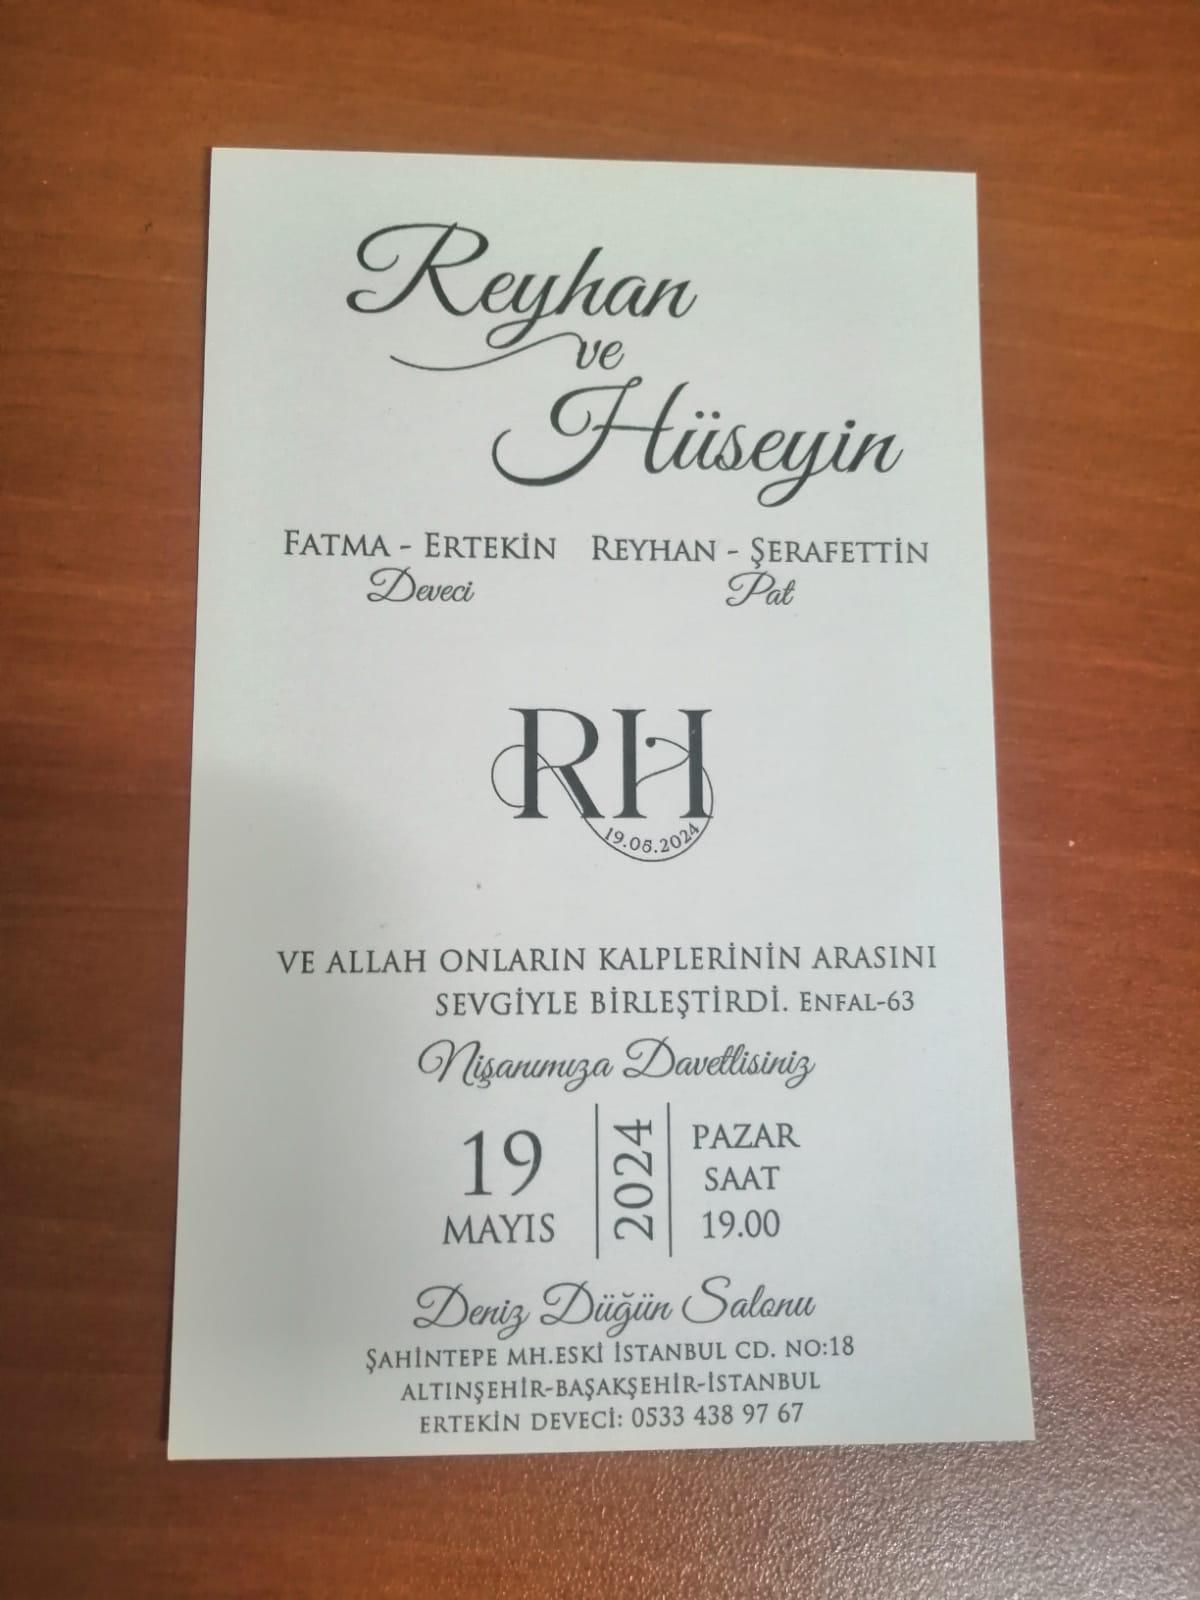 Reyhan
ve
Hüseyin
FATMA - ERTEKİN REYHAN - ŞERAFETTİN
Deveci Pat
RH
19.05.2024
VE ALLAH ONLARIN KALPLERİNİN ARASINI
SEVGİYLE BİRLEŞTİRDİ. ENFAL-63
Nişanımıza Davetlisiniz
19 MAYIS
2024
PAZAR
SAAT
19.00
Deniz Düğün Salonu
ŞAHİNTEPE MH.ESKİ İSTANBUL CD. NO:18
ALTINŞEHİR-BAŞAKŞEHİR-İSTANBUL
ERTEKİN DEVECİ: 0533 438 97 67